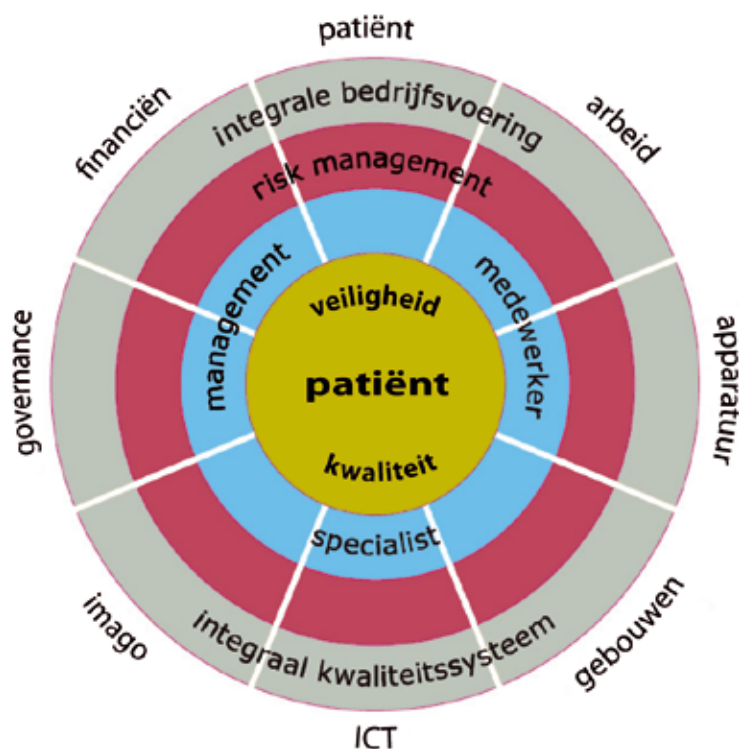 patiënt
arbeid
apparatuur
gebouwen
ICT
imago
governance
financiën
integrale bedrijfsvoering
risk management
management
medewerker
specialist
integraal kwaliteitssysteem
veiligheid
patiënt
kwaliteit